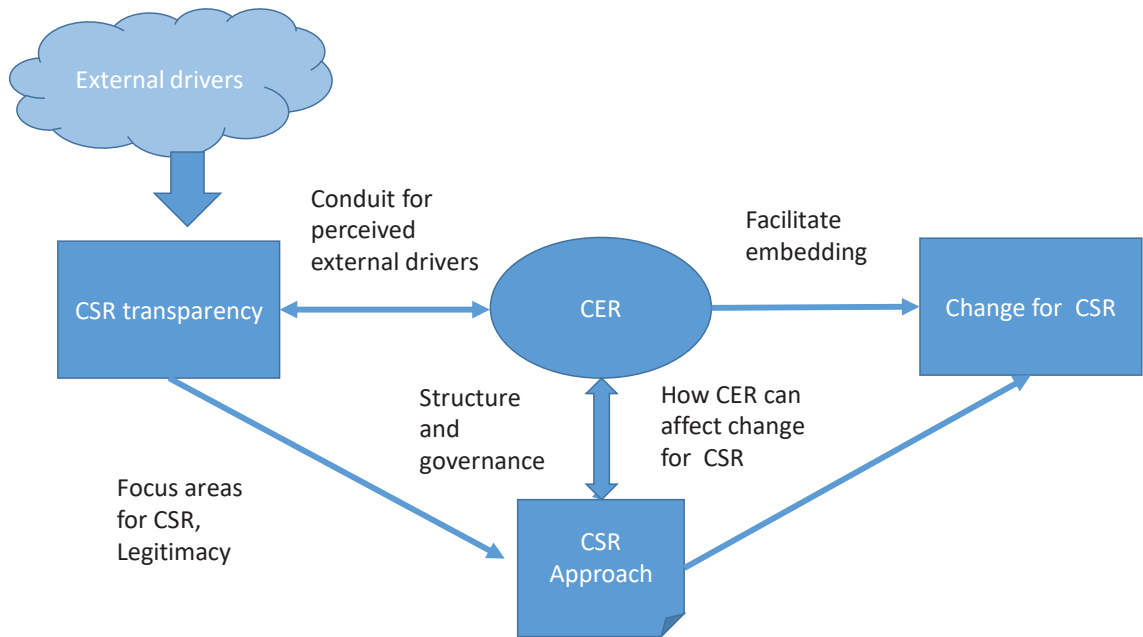 External drivers
Conduit for
perceived
external drivers
Facilitate
embedding
CSR transparency
CER
Change for  CSR
Structure
and
governance
How CER can
affect change
for  CSR
Focus areas
for CSR,
Legitimacy
CSR
Approach